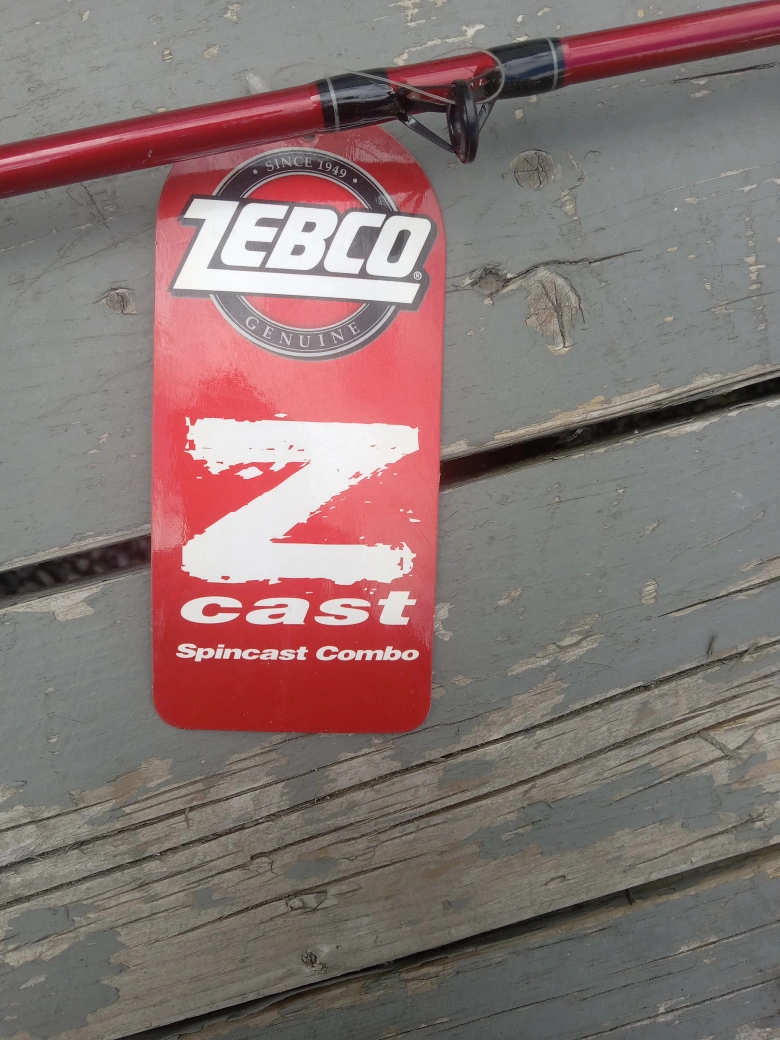 • SINCE 1949 •
ZEBCO®
GENUINE
Z
cast
Spincast Combo